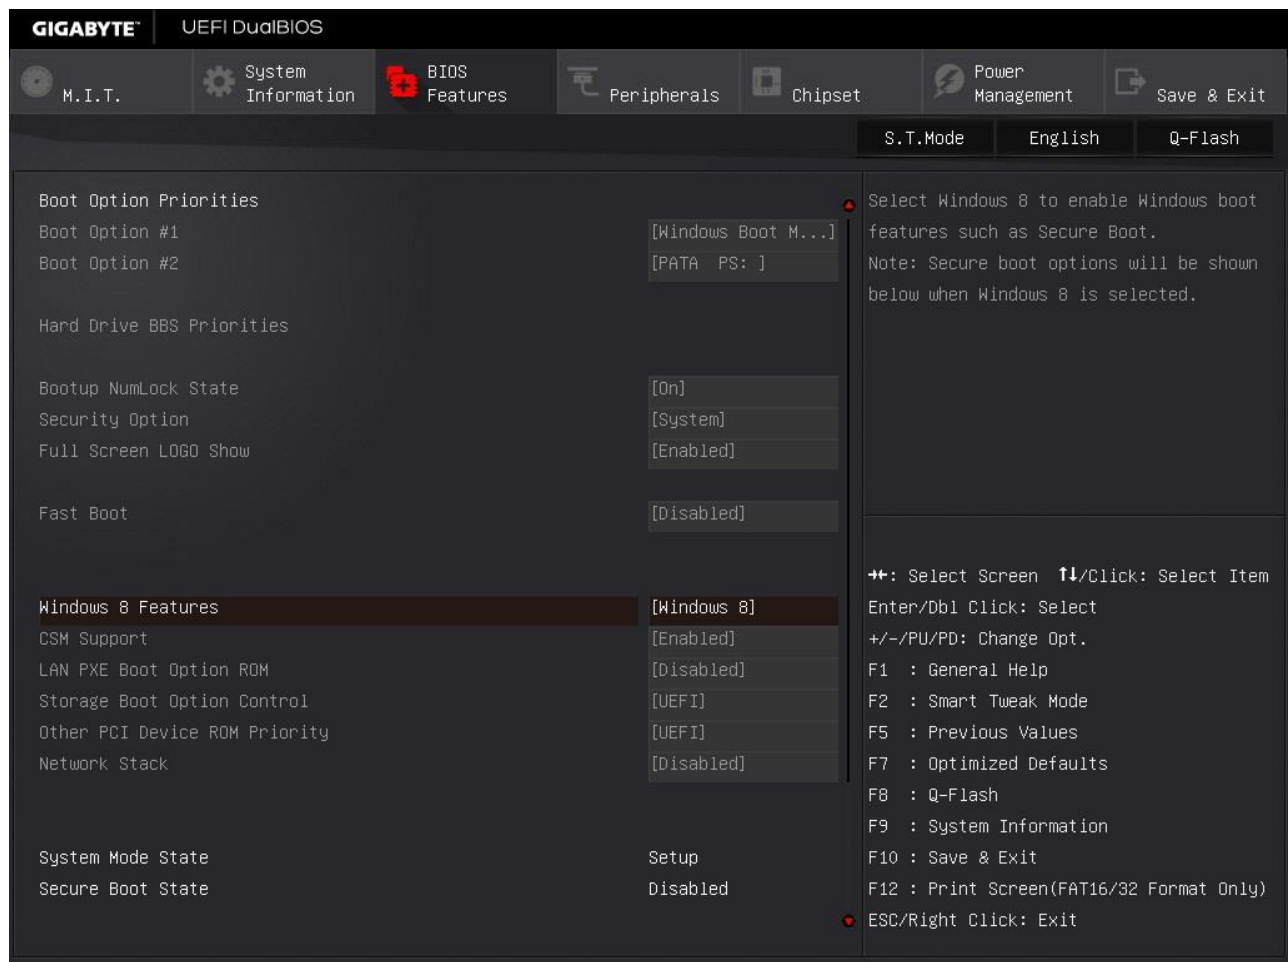 GIGABYTE™ UEFI DualBIOS
M.I.T. System Information BIOS Features Peripherals Chipset Power Management Save & Exit
S.T.Mode English Q-Flash
Boot Option Priorities
Boot Option #1 [Windows Boot M...]
Boot Option #2 [PATA PS: ]
Hard Drive BBS Priorities
Bootup NumLock State [On]
Security Option [System]
Full Screen LOGO Show [Enabled]
Fast Boot [Disabled]
Windows 8 Features [Windows 8]
CSM Support [Enabled]
LAN PXE Boot Option ROM [Disabled]
Storage Boot Option Control [UEFI]
Other PCI Device ROM Priority [UEFI]
Network Stack [Disabled]
System Mode State Setup
Secure Boot State Disabled
Select Windows 8 to enable Windows boot
features such as Secure Boot.
Note: Secure boot options will be shown
below when Windows 8 is selected.
→←: Select Screen ↑↓/Click: Select Item
Enter/Dbl Click: Select
+/-/PU/PD: Change Opt.
F1 : General Help
F2 : Smart Tweak Mode
F5 : Previous Values
F7 : Optimized Defaults
F8 : Q-Flash
F9 : System Information
F10 : Save & Exit
F12 : Print Screen(FAT16/32 Format Only)
ESC/Right Click: Exit